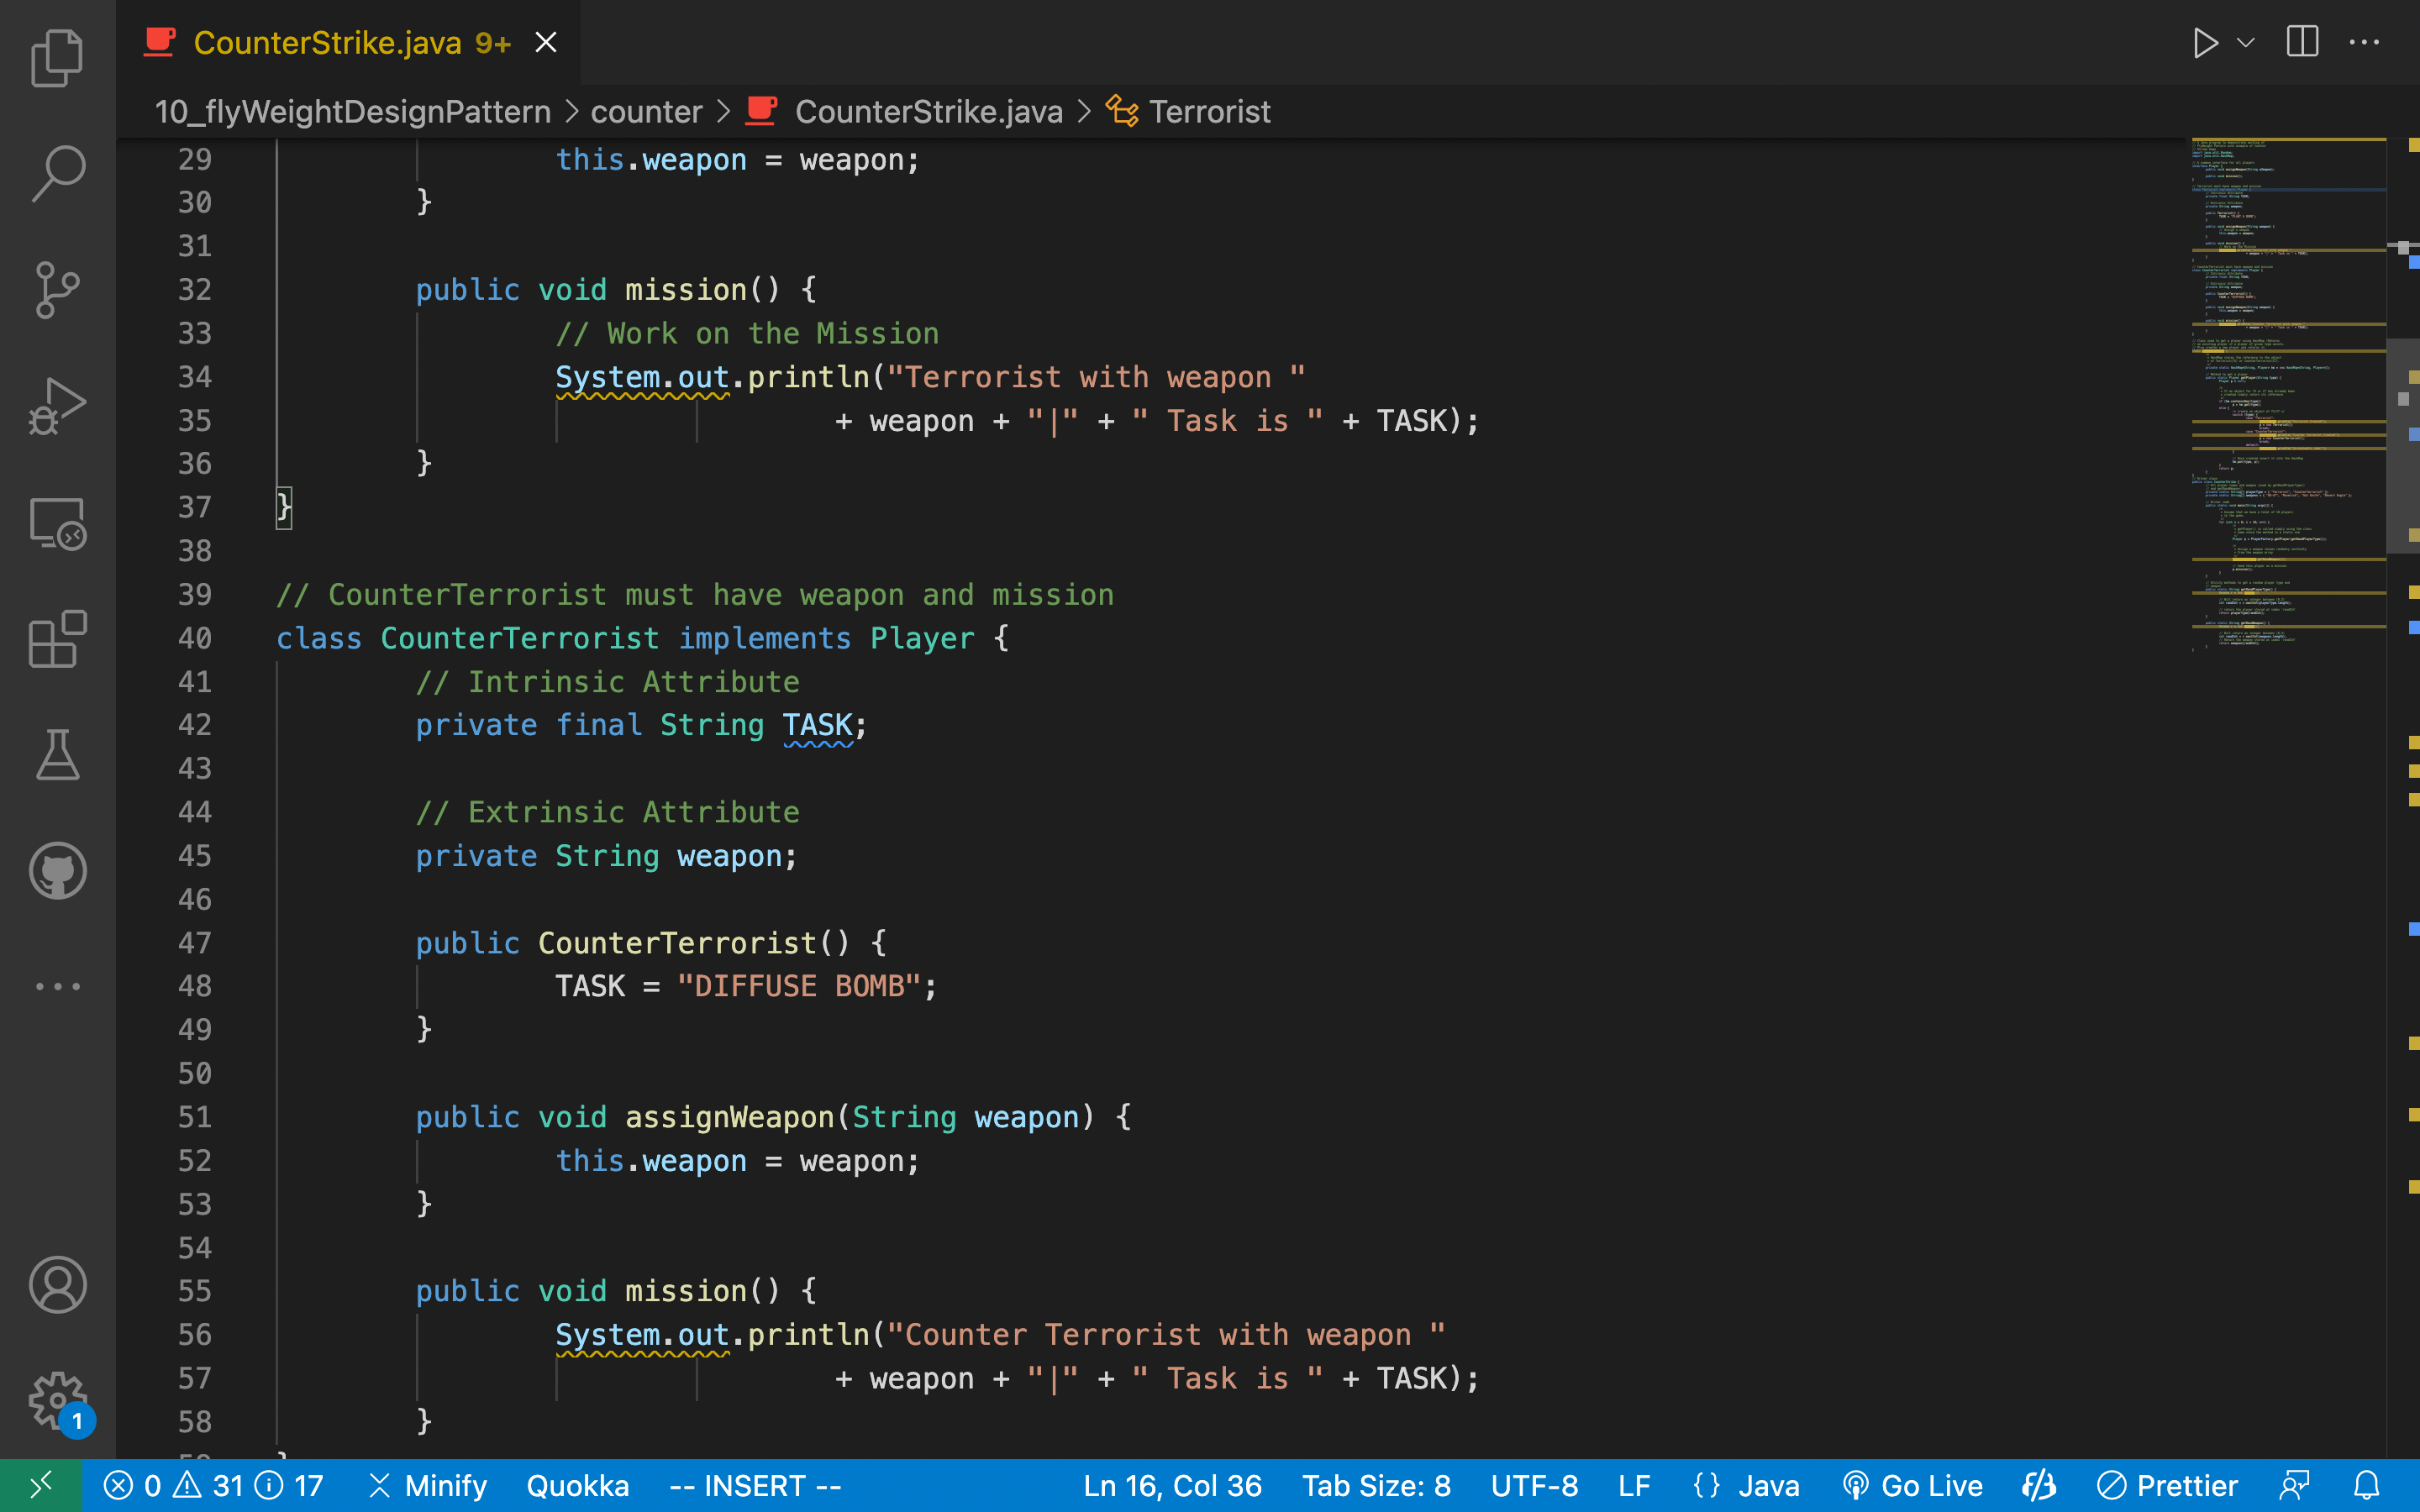 CounterStrike.java 9+
10_flyWeightDesignPattern > counter > CounterStrike.java > Terrorist
29 this.weapon = weapon;
30 }
31
32 public void mission() {
33 // Work on the Mission
34 System.out.println("Terrorist with weapon "
35 + weapon + "|" + " Task is " + TASK);
36 }
37 }
38
39 // CounterTerrorist must have weapon and mission
40 class CounterTerrorist implements Player {
41 // Intrinsic Attribute
42 private final String TASK;
43
44 // Extrinsic Attribute
45 private String weapon;
46
47 public CounterTerrorist() {
48 TASK = "DIFFUSE BOMB";
49 }
50
51 public void assignWeapon(String weapon) {
52 this.weapon = weapon;
53 }
54
55 public void mission() {
56 System.out.println("Counter Terrorist with weapon "
57 + weapon + "|" + " Task is " + TASK);
58 }
1
0 31 17 Minify Quokka -- INSERT -- Ln 16, Col 36 Tab Size: 8 UTF-8 LF {} Java Go Live Prettier